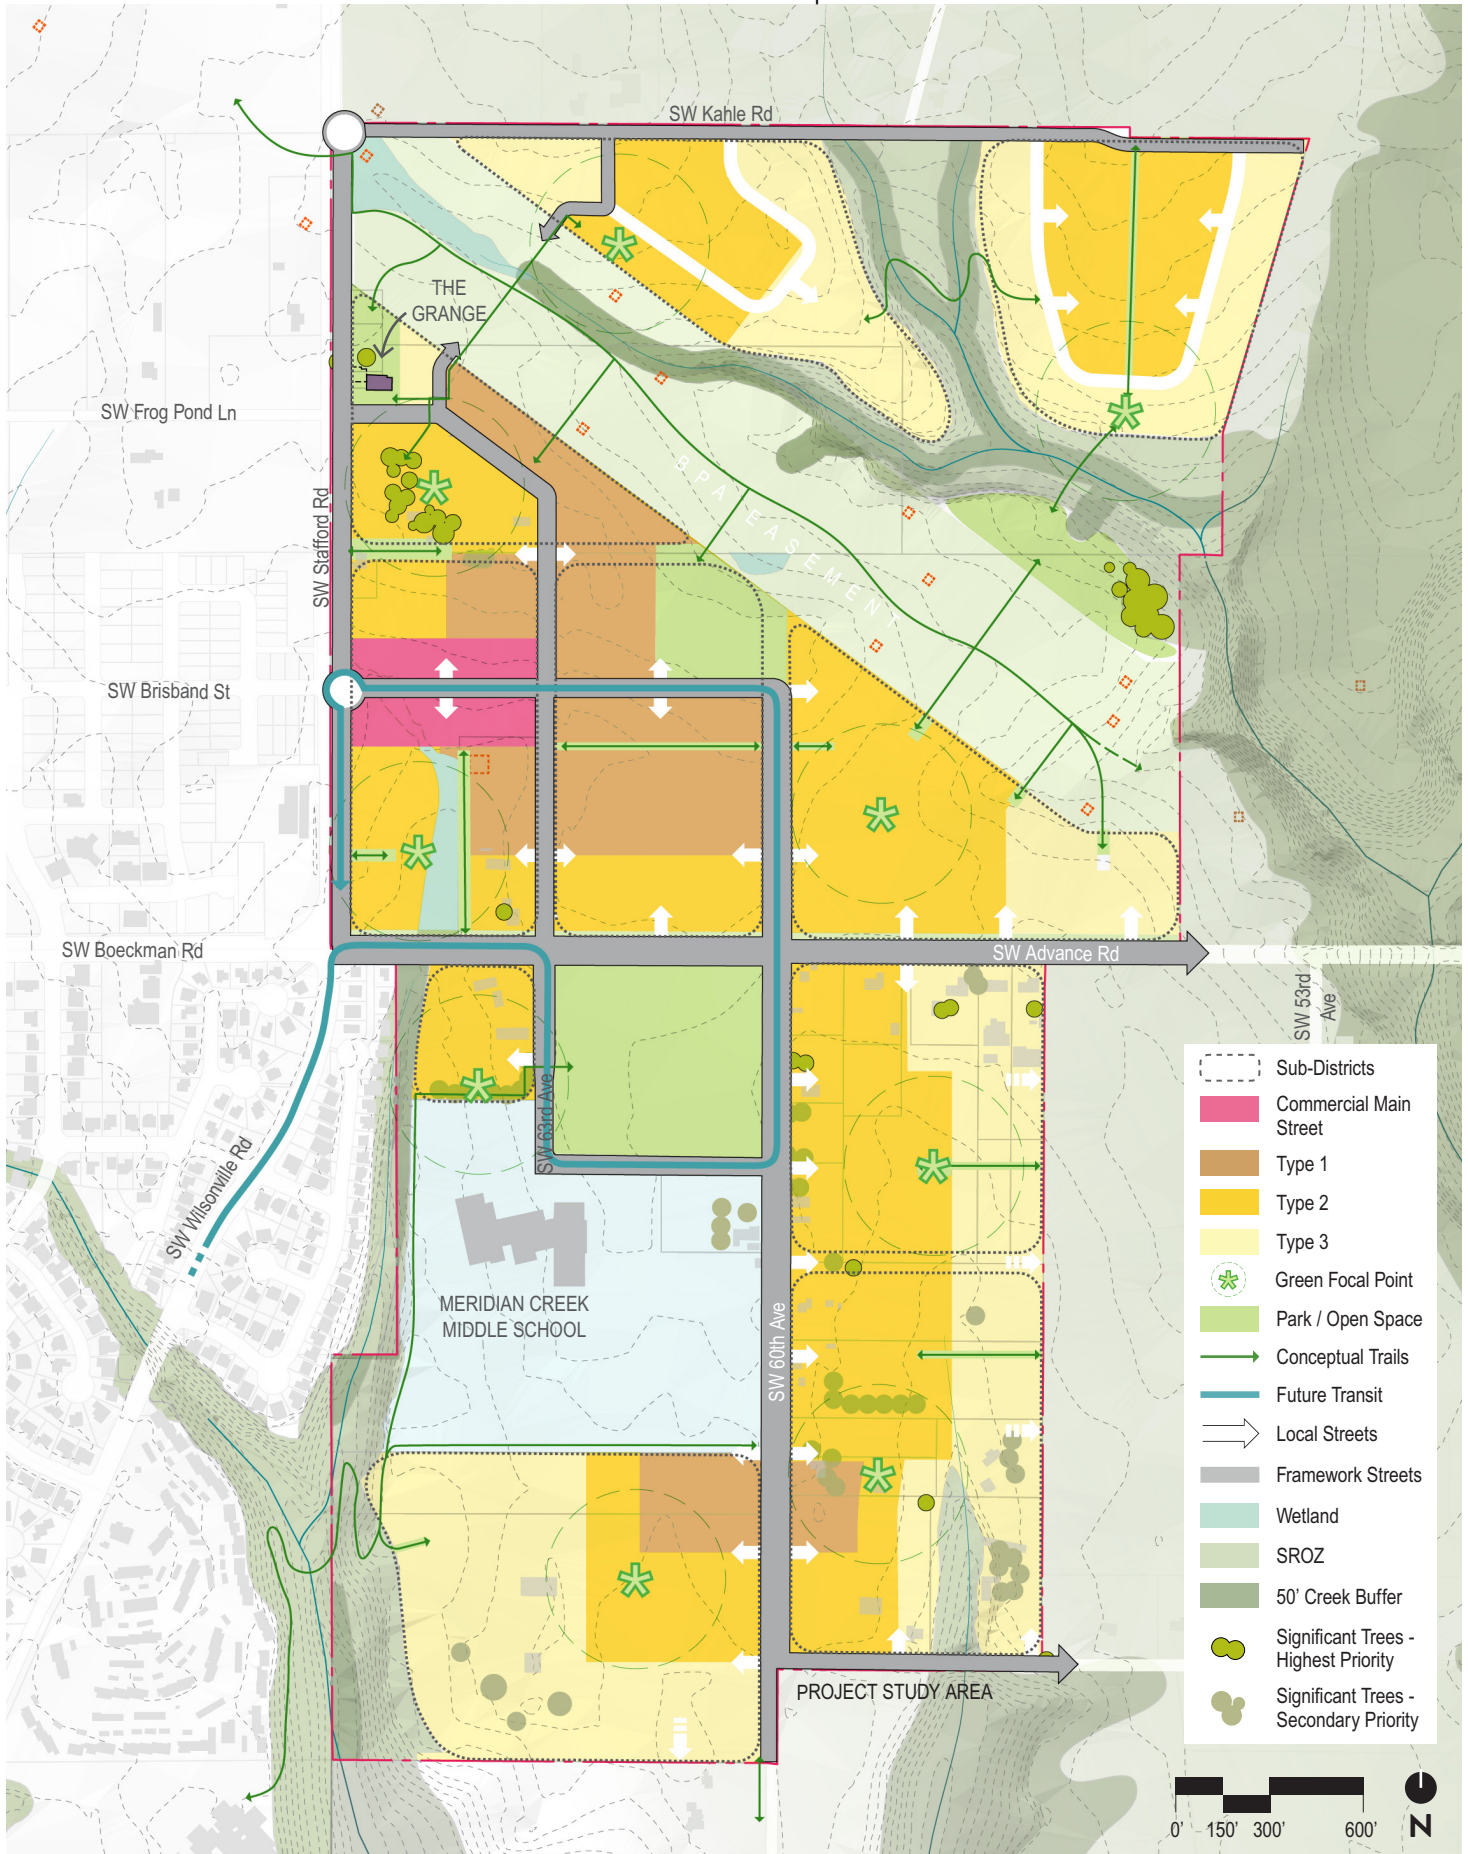 SW Kahle Rd
THE
GRANGE
SW Frog Pond Ln
SW Stafford Rd
BPA EASEMENT
SW Brisband St
SW Boeckman Rd
SW Advance Rd
SW 53rd
Ave
SW 63rd Ave
SW Wilsonville Rd
MERIDIAN CREEK
MIDDLE SCHOOL
SW 60th Ave
PROJECT STUDY AREA
Sub-Districts
Commercial Main
Street
Type 1
Type 2
Type 3
Green Focal Point
Park / Open Space
Conceptual Trails
Future Transit
Local Streets
Framework Streets
Wetland
SROZ
50' Creek Buffer
Significant Trees -
Highest Priority
Significant Trees -
Secondary Priority
0' 150' 300' 600'
N